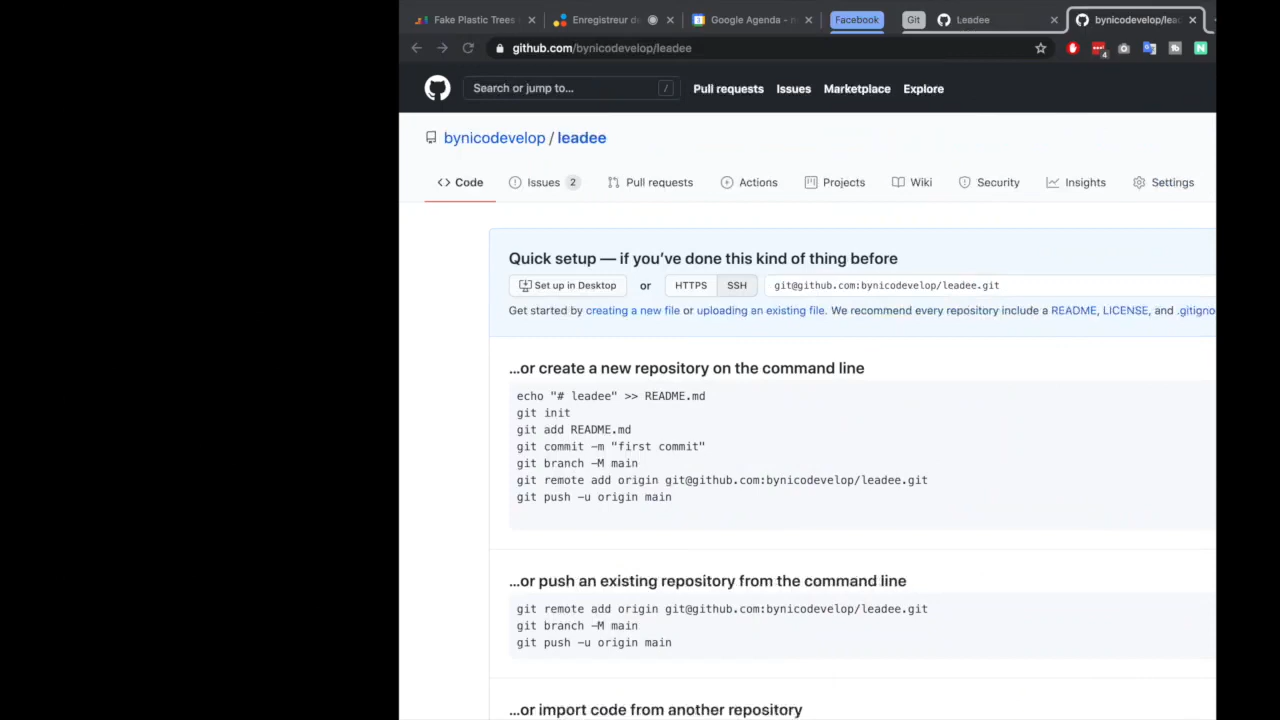 Fake Plastic Trees
Enregistreur de
Google Agenda -
Facebook
Git
Leadee
bynicodevelop/lea
github.com/bynicodevelop/leadee
4
Search or jump to...
/
Pull requests
Issues
Marketplace
Explore
bynicodevelop / leadee
Code
Issues 2
Pull requests
Actions
Projects
Wiki
Security
Insights
Settings
Quick setup — if you’ve done this kind of thing before
Set up in Desktop
or
HTTPS
SSH
git@github.com:bynicodevelop/leadee.git
Get started by creating a new file or uploading an existing file. We recommend every repository include a README, LICENSE, and .gitigno
…or create a new repository on the command line
echo "# leadee" >> README.md
git init
git add README.md
git commit -m "first commit"
git branch -M main
git remote add origin git@github.com:bynicodevelop/leadee.git
git push -u origin main
…or push an existing repository from the command line
git remote add origin git@github.com:bynicodevelop/leadee.git
git branch -M main
git push -u origin main
…or import code from another repository